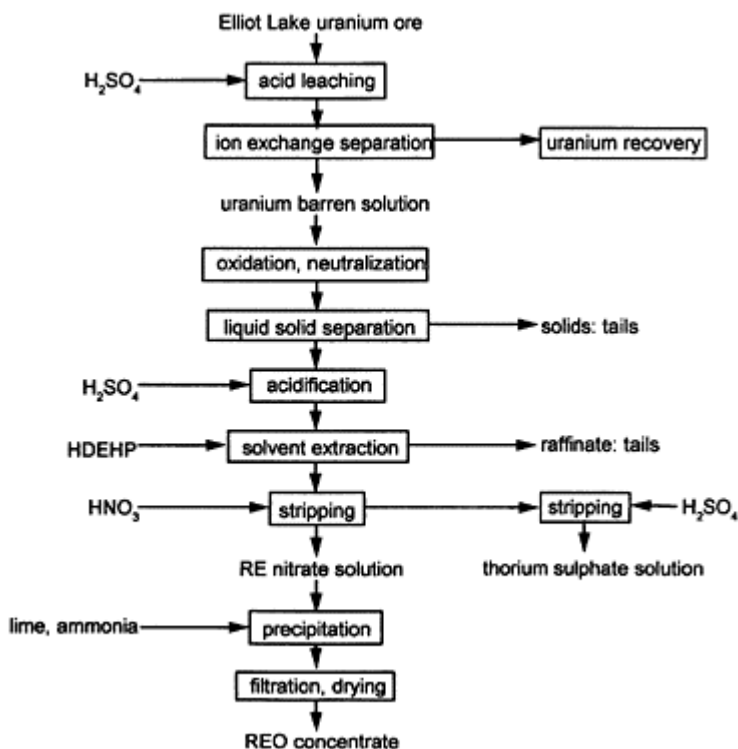 Elliot Lake uranium ore
H₂SO₄
acid leaching
ion exchange separation
uranium recovery
uranium barren solution
oxidation, neutralization
liquid solid separation
solids: tails
H₂SO₄
acidification
HDEHP
solvent extraction
raffinate: tails
HNO₃
stripping
stripping
H₂SO₄
RE nitrate solution
thorium sulphate solution
lime, ammonia
precipitation
filtration, drying
REO concentrate